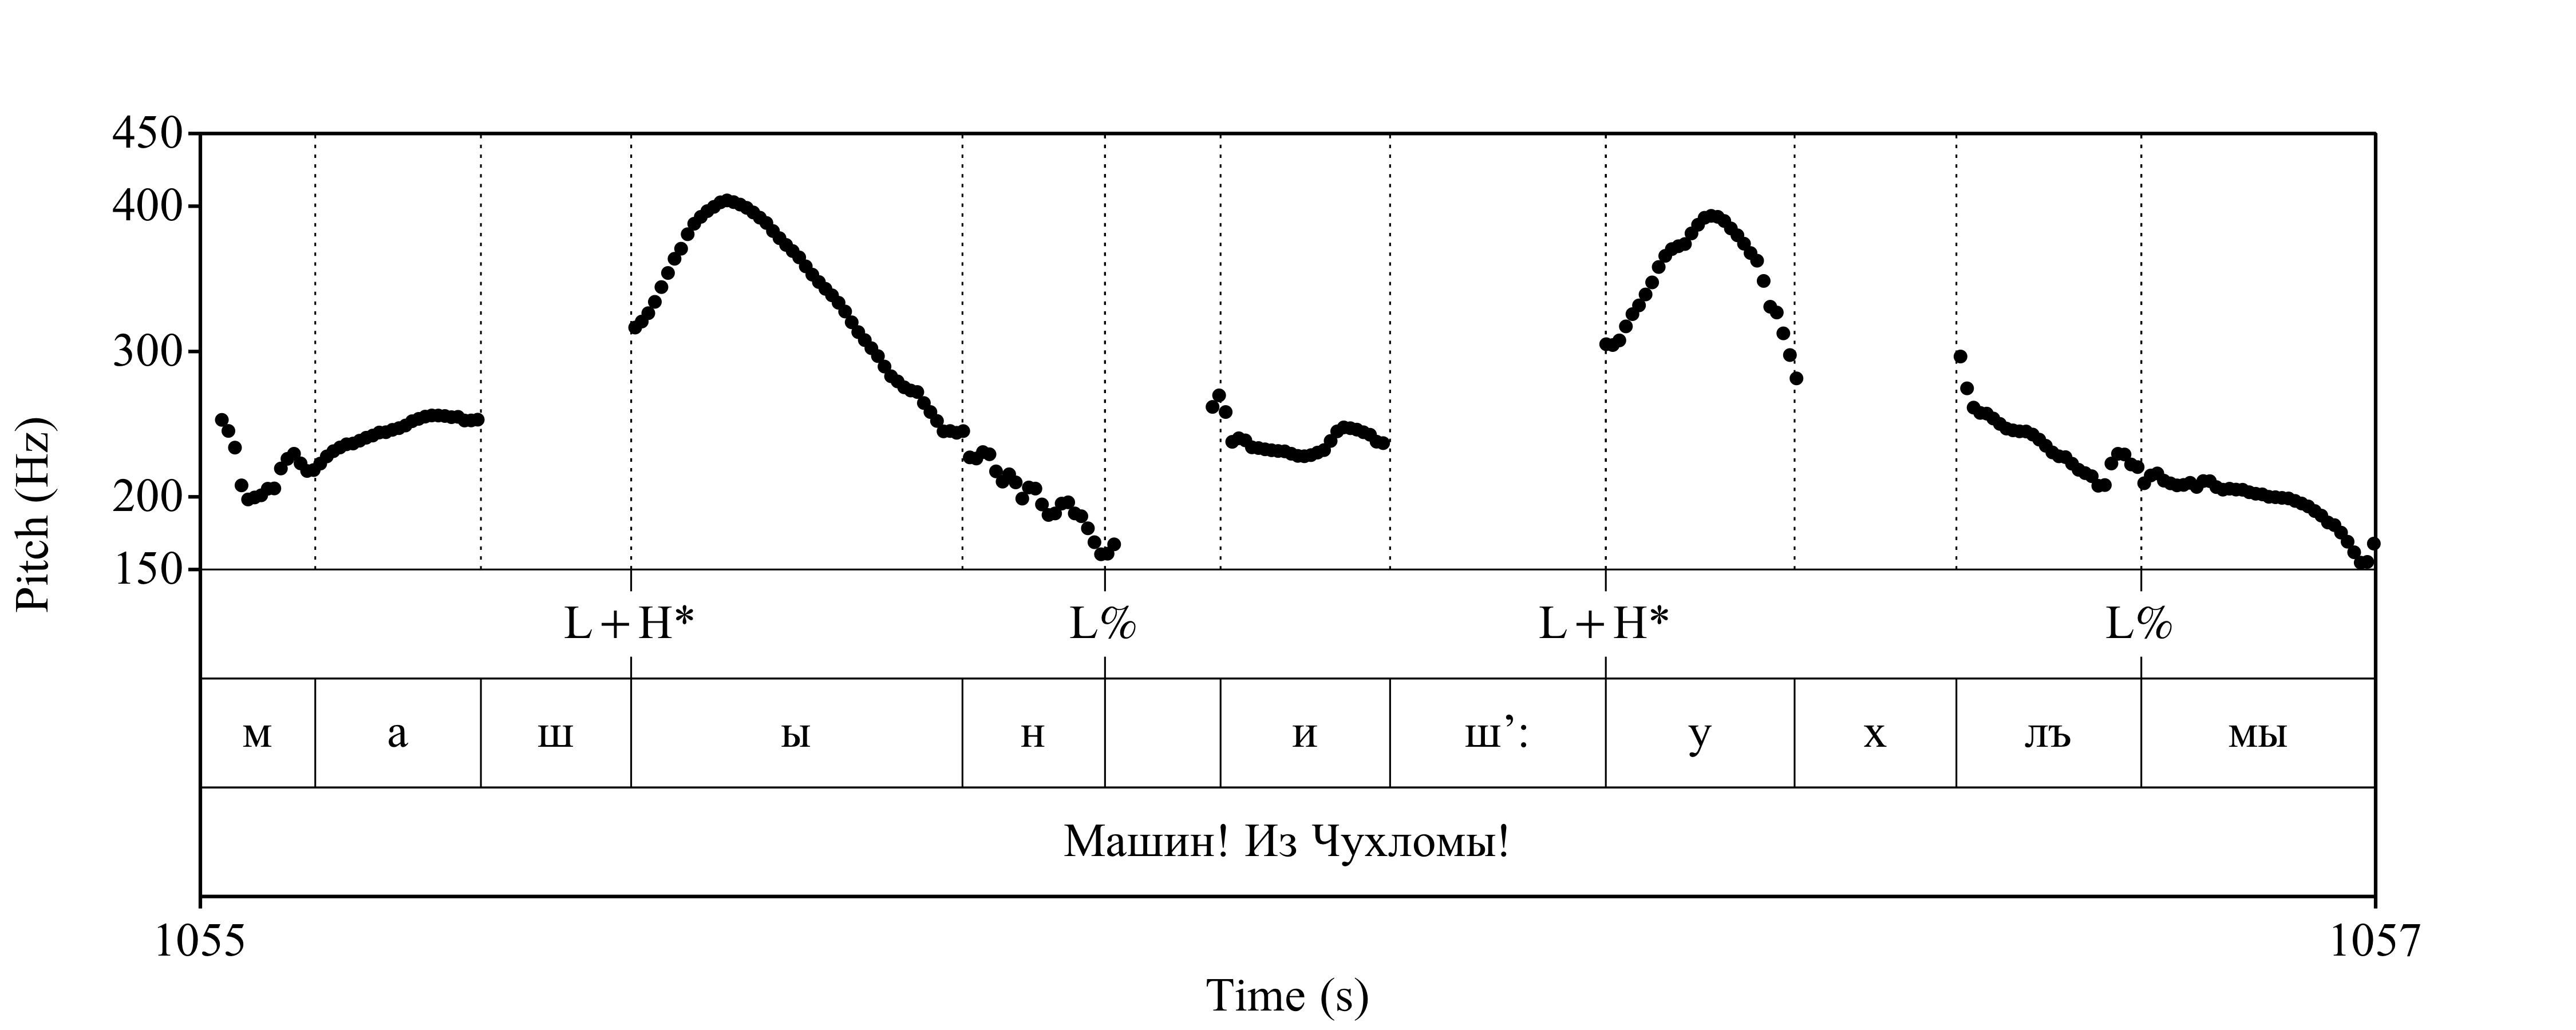 450
400
300
200
150
Pitch (Hz)
L+H* L% L+H* L%
м а ш ы н и ш’: у х лъ мы
Машин! Из Чухломы!
1055 1057
Time (s)